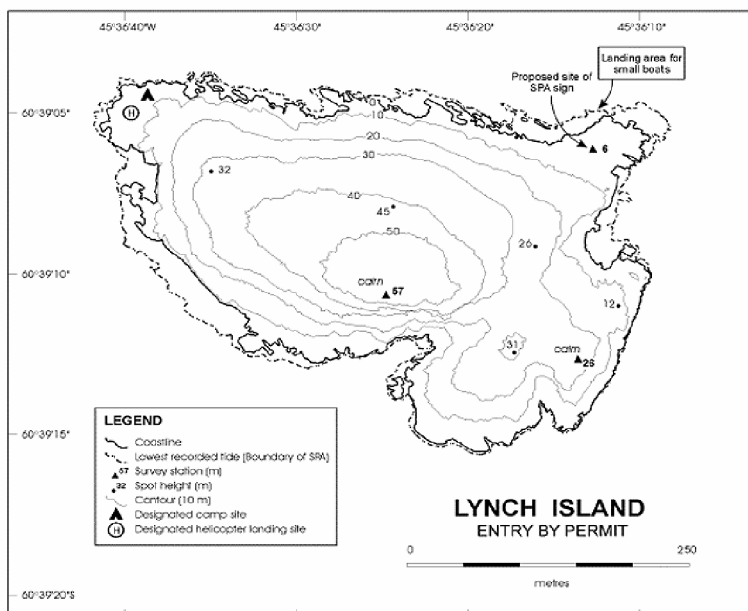 45°36'40"W
45°36'30"
45°36'20"
45°36'10"
Landing area for
small boats
Proposed site of
SPA sign
60°39'05"
H
0
10
20
6
32
30
40
45
50
26
60°39'10"
cairn
57
12
31
cairn
26
60°39'15"
LEGEND
Coastline
Lowest recorded tide (Boundary of SPA)
57 Survey station (m)
32 Spot height (m)
Contour (10 m)
Designated camp site
H Designated helicopter landing site
LYNCH ISLAND
ENTRY BY PERMIT
0 250
metres
60°39'20"S